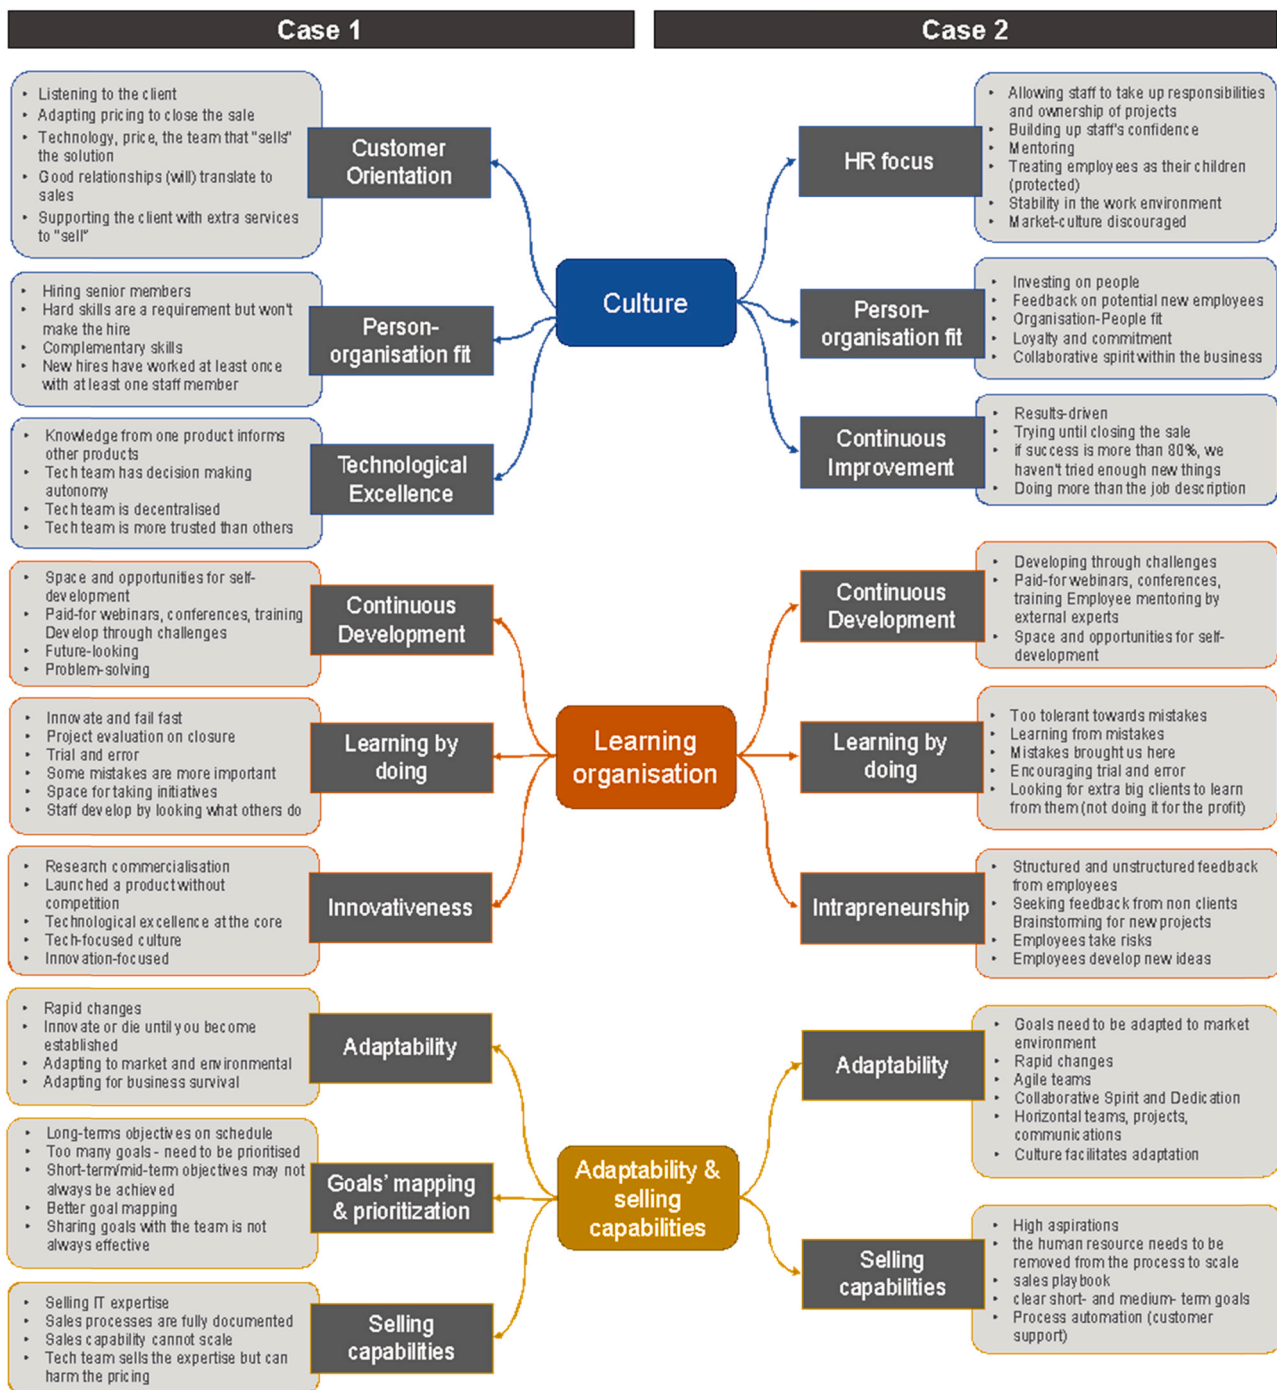 Case 1
Case 2
Listening to the client
Adapting pricing to close the sale
Technology, price, the team that "sells"
the solution
Good relationships (will) translate to
sales
Supporting the client with extra services
to "sell"
Customer
Orientation
Hiring senior members
Hard skills are a requirement but won't
make the hire
Complementary skills
New hires have worked at least once
with at least one staff member
Person-
organisation fit
Knowledge from one product informs
other products
Tech team has decision making
autonomy
Tech team is decentralised
Tech team is more trusted than others
Technological
Excellence
Culture
HR focus
Allowing staff to take up responsibilities
and ownership of projects
Building up staff's confidence
Mentoring
Treating employees as their children
(protected)
Stability in the work environment
Market-culture discouraged
Person-
organisation fit
Investing on people
Feedback on potential new employees
Organisation-People fit
Loyalty and commitment
Collaborative spirit within the business
Continuous
Improvement
Results-driven
Trying until closing the sale
if success is more than 80%, we
haven't tried enough new things
Doing more than the job description
Space and opportunities for self-
development
Paid-for webinars, conferences, training
Develop through challenges
Future-looking
Problem-solving
Continuous
Development
Innovate and fail fast
Project evaluation on closure
Trial and error
Some mistakes are more important
Space for taking initiatives
Staff develop by looking what others do
Learning by
doing
Research commercialisation
Launched a product without
competition
Technological excellence at the core
Tech-focused culture
Innovation-focused
Innovativeness
Learning
organisation
Continuous
Development
Developing through challenges
Paid-for webinars, conferences,
training Employee mentoring by
external experts
Space and opportunities for self-
development
Learning by
doing
Too tolerant towards mistakes
Learning from mistakes
Mistakes brought us here
Encouraging trial and error
Looking for extra big clients to learn
from them (not doing it for the profit)
Intrapreneurship
Structured and unstructured feedback
from employees
Seeking feedback from non clients
Brainstorming for new projects
Employees take risks
Employees develop new ideas
Rapid changes
Innovate or die until you become
established
Adapting to market and environmental
Adapting for business survival
Adaptability
Long-terms objectives on schedule
Too many goals - need to be prioritised
Short-term/mid-term objectives may not
always be achieved
Better goal mapping
Sharing goals with the team is not
always effective
Goals' mapping
& prioritization
Selling IT expertise
Sales processes are fully documented
Sales capability cannot scale
Tech team sells the expertise but can
harm the pricing
Selling
capabilities
Adaptability &
selling
capabilities
Adaptability
Goals need to be adapted to market
environment
Rapid changes
Agile teams
Collaborative Spirit and Dedication
Horizontal teams, projects,
communications
Culture facilitates adaptation
Selling
capabilities
High aspirations
the human resource needs to be
removed from the process to scale
sales playbook
clear short- and medium- term goals
Process automation (customer
support)